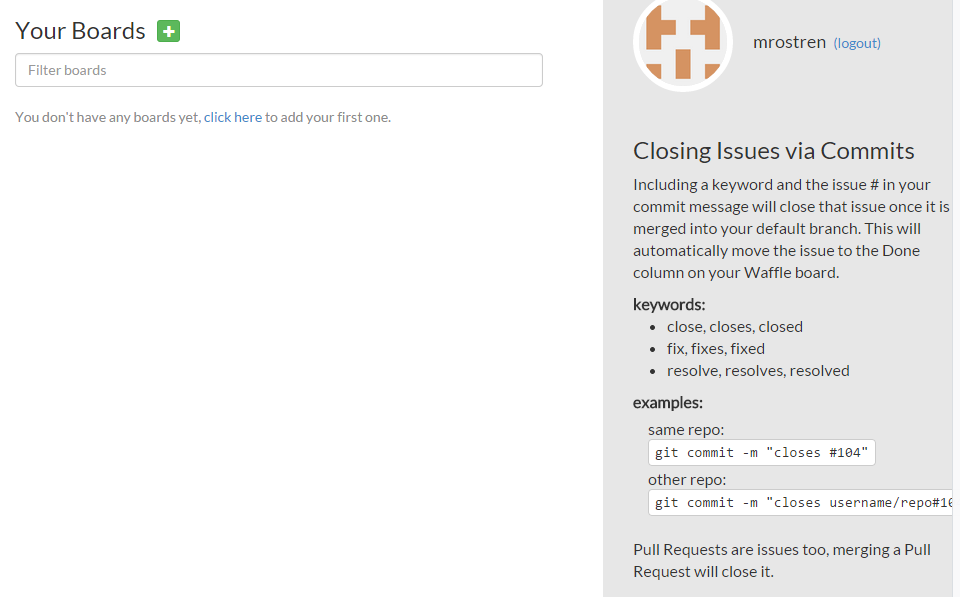 Your Boards
Filter boards
You don't have any boards yet, click here to add your first one.
mrostren (logout)
Closing Issues via Commits
Including a keyword and the issue # in your
commit message will close that issue once it is
merged into your default branch. This will
automatically move the issue to the Done
column on your Waffle board.
keywords:
• close, closes, closed
• fix, fixes, fixed
• resolve, resolves, resolved
examples:
same repo:
git commit -m "closes #104"
other repo:
git commit -m "closes username/repo#10
Pull Requests are issues too, merging a Pull
Request will close it.